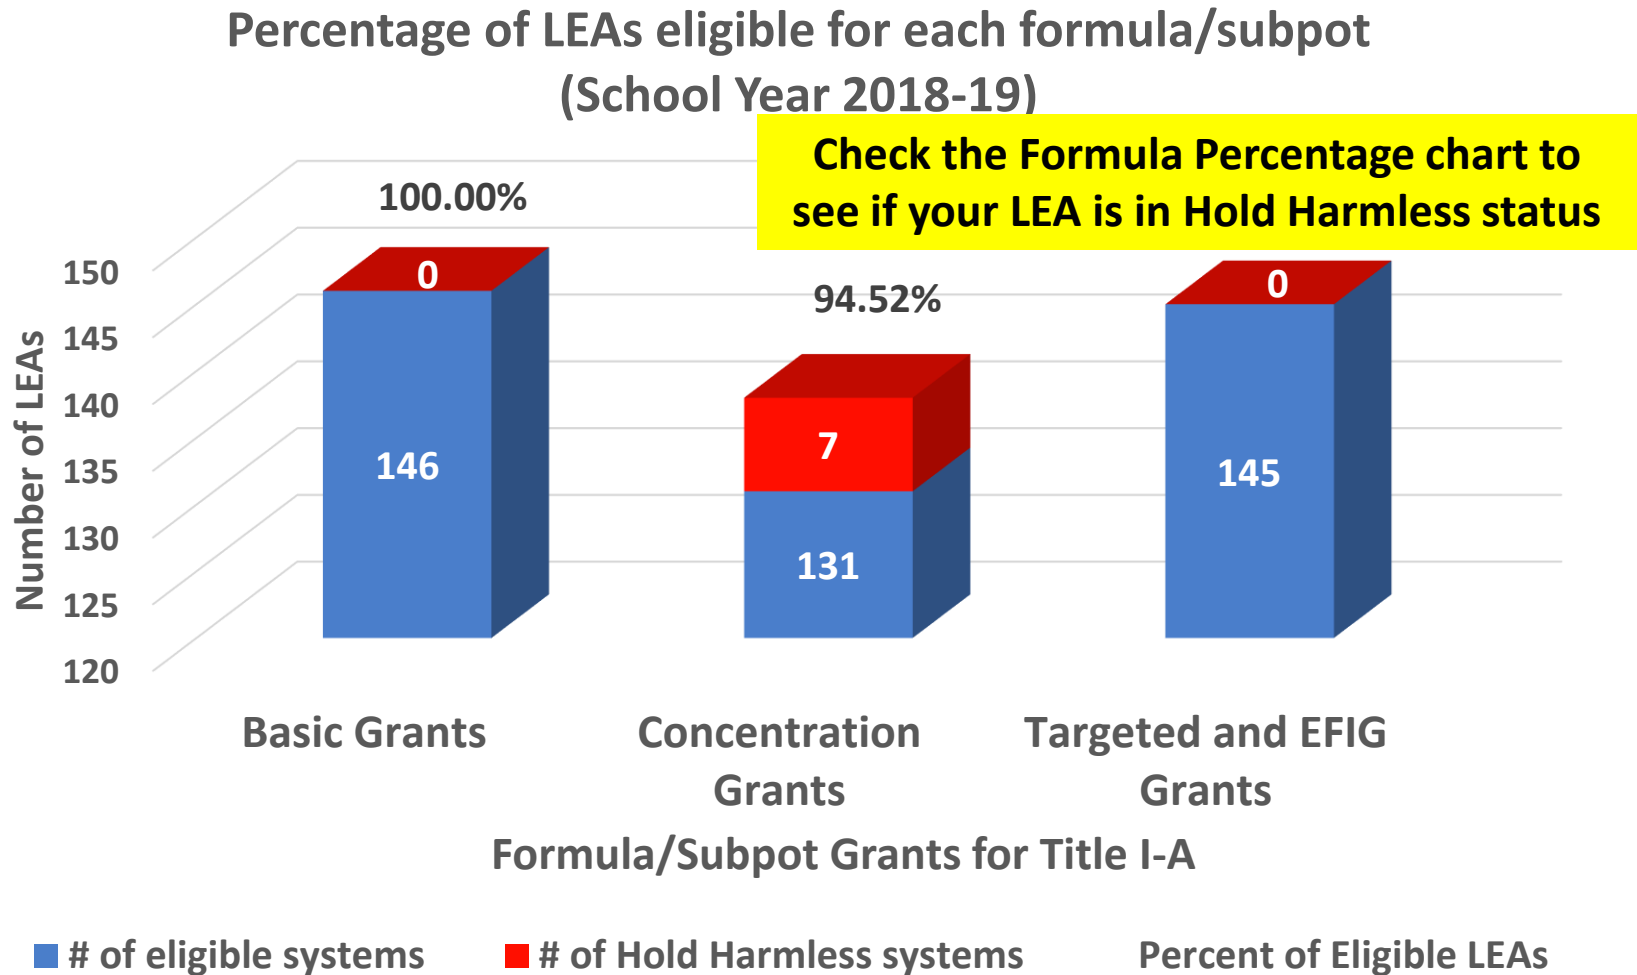 Percentage of LEAs eligible for each formula/subpot
(School Year 2018-19)
Check the Formula Percentage chart to
see if your LEA is in Hold Harmless status
100.00%
94.52%
150
145
140
135
130
125
120
Number of LEAs
0
146
7
131
0
145
Basic Grants
Concentration
Grants
Targeted and EFIG
Grants
Formula/Subpot Grants for Title I-A
# of eligible systems
# of Hold Harmless systems
Percent of Eligible LEAs